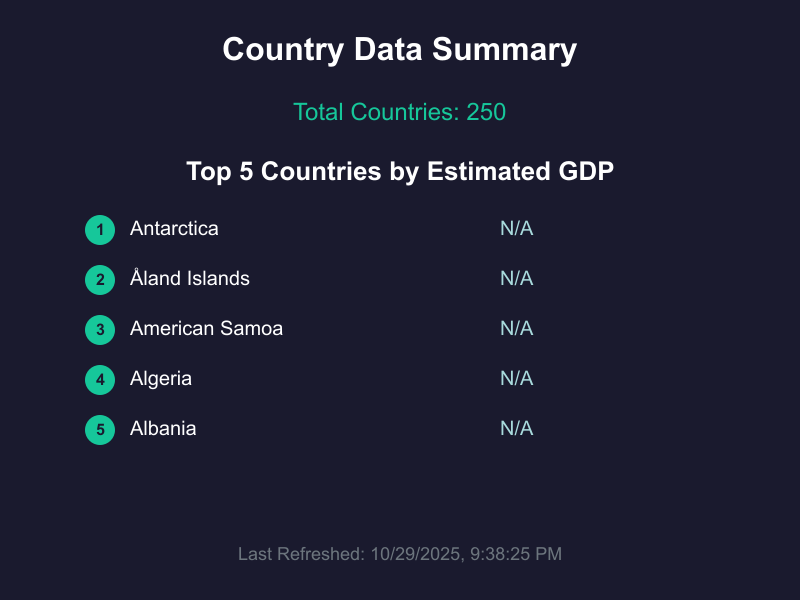 Country Data Summary
Total Countries: 250
Top 5 Countries by Estimated GDP
1 Antarctica N/A
2 Åland Islands N/A
3 American Samoa N/A
4 Algeria N/A
5 Albania N/A
Last Refreshed: 10/29/2025, 9:38:25 PM